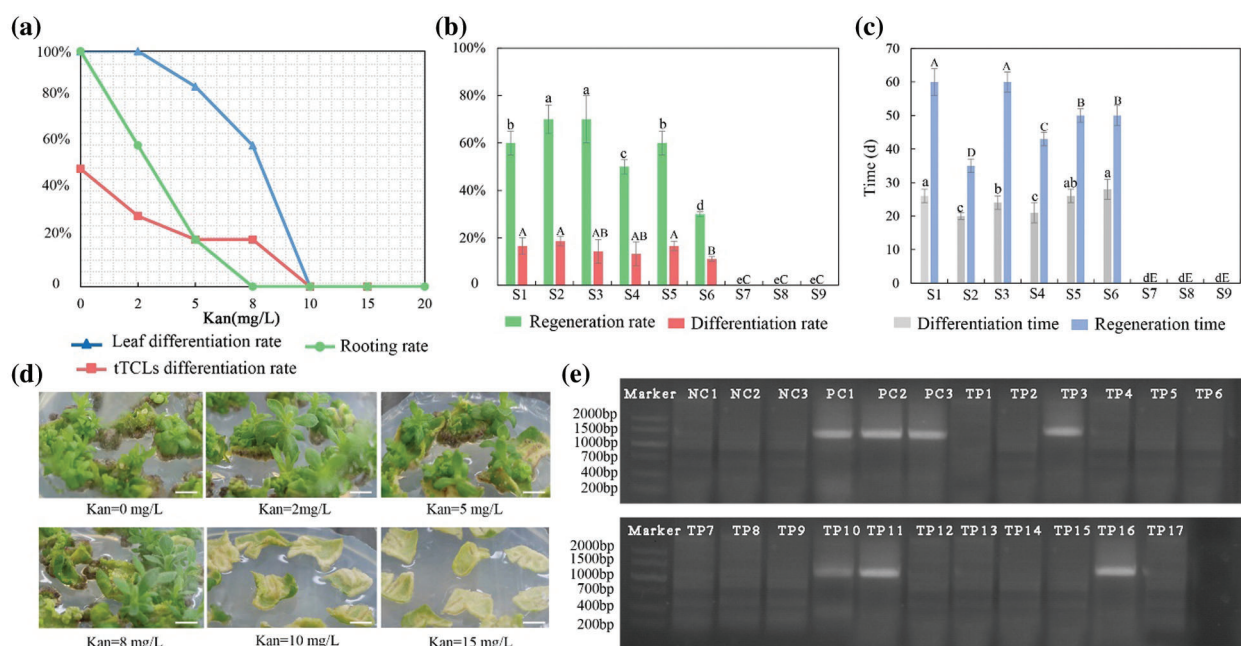 (a)
100%
80%
60%
40%
20%
0
0 2 5 8 10 15 20
Kan(mg/L)
Leaf differentiation rate
Rooting rate
tTCLs differentiation rate
(b)
100%
80%
60%
40%
20%
0
b a a c b d eC eC eC
A A AB AB A B
S1 S2 S3 S4 S5 S6 S7 S8 S9
Regeneration rate
Differentiation rate
(c)
Time (d)
70
60
50
40
30
20
10
0
A D A C B B
a c b c ab a dE dE dE
S1 S2 S3 S4 S5 S6 S7 S8 S9
Differentiation time
Regeneration time
(d)
Kan=0 mg/L
Kan=2mg/L
Kan=5 mg/L
Kan=8 mg/L
Kan=10 mg/L
Kan=15 mg/L
(e)
Marker NC1 NC2 NC3 PC1 PC2 PC3 TP1 TP2 TP3 TP4 TP5 TP6
2000bp
1500bp
1000bp
700bp
400bp
200bp
Marker TP7 TP8 TP9 TP10 TP11 TP12 TP13 TP14 TP15 TP16 TP17
2000bp
1500bp
1000bp
700bp
400bp
200bp